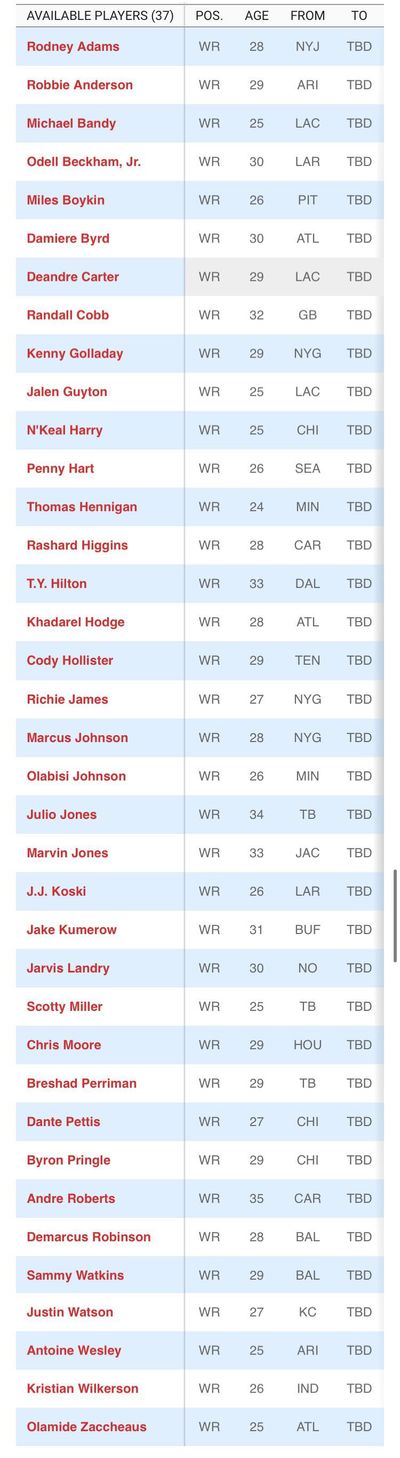 AVAILABLE PLAYERS (37) POS. AGE FROM TO
Rodney Adams WR 28 NYJ TBD
Robbie Anderson WR 29 ARI TBD
Michael Bandy WR 25 LAC TBD
Odell Beckham, Jr. WR 30 LAR TBD
Miles Boykin WR 26 PIT TBD
Damiere Byrd WR 30 ATL TBD
Deandre Carter WR 29 LAC TBD
Randall Cobb WR 32 GB TBD
Kenny Golladay WR 29 NYG TBD
Jalen Guyton WR 25 LAC TBD
N'Keal Harry WR 25 CHI TBD
Penny Hart WR 26 SEA TBD
Thomas Hennigan WR 24 MIN TBD
Rashard Higgins WR 28 CAR TBD
T.Y. Hilton WR 33 DAL TBD
Khadarel Hodge WR 28 ATL TBD
Cody Hollister WR 29 TEN TBD
Richie James WR 27 NYG TBD
Marcus Johnson WR 28 NYG TBD
Olabisi Johnson WR 26 MIN TBD
Julio Jones WR 34 TB TBD
Marvin Jones WR 33 JAC TBD
J.J. Koski WR 26 LAR TBD
Jake Kumerow WR 31 BUF TBD
Jarvis Landry WR 30 NO TBD
Scotty Miller WR 25 TB TBD
Chris Moore WR 29 HOU TBD
Breshad Perriman WR 29 TB TBD
Dante Pettis WR 27 CHI TBD
Byron Pringle WR 29 CHI TBD
Andre Roberts WR 35 CAR TBD
Demarcus Robinson WR 28 BAL TBD
Sammy Watkins WR 29 BAL TBD
Justin Watson WR 27 KC TBD
Antoine Wesley WR 25 ARI TBD
Kristian Wilkerson WR 26 IND TBD
Olamide Zaccheaus WR 25 ATL TBD